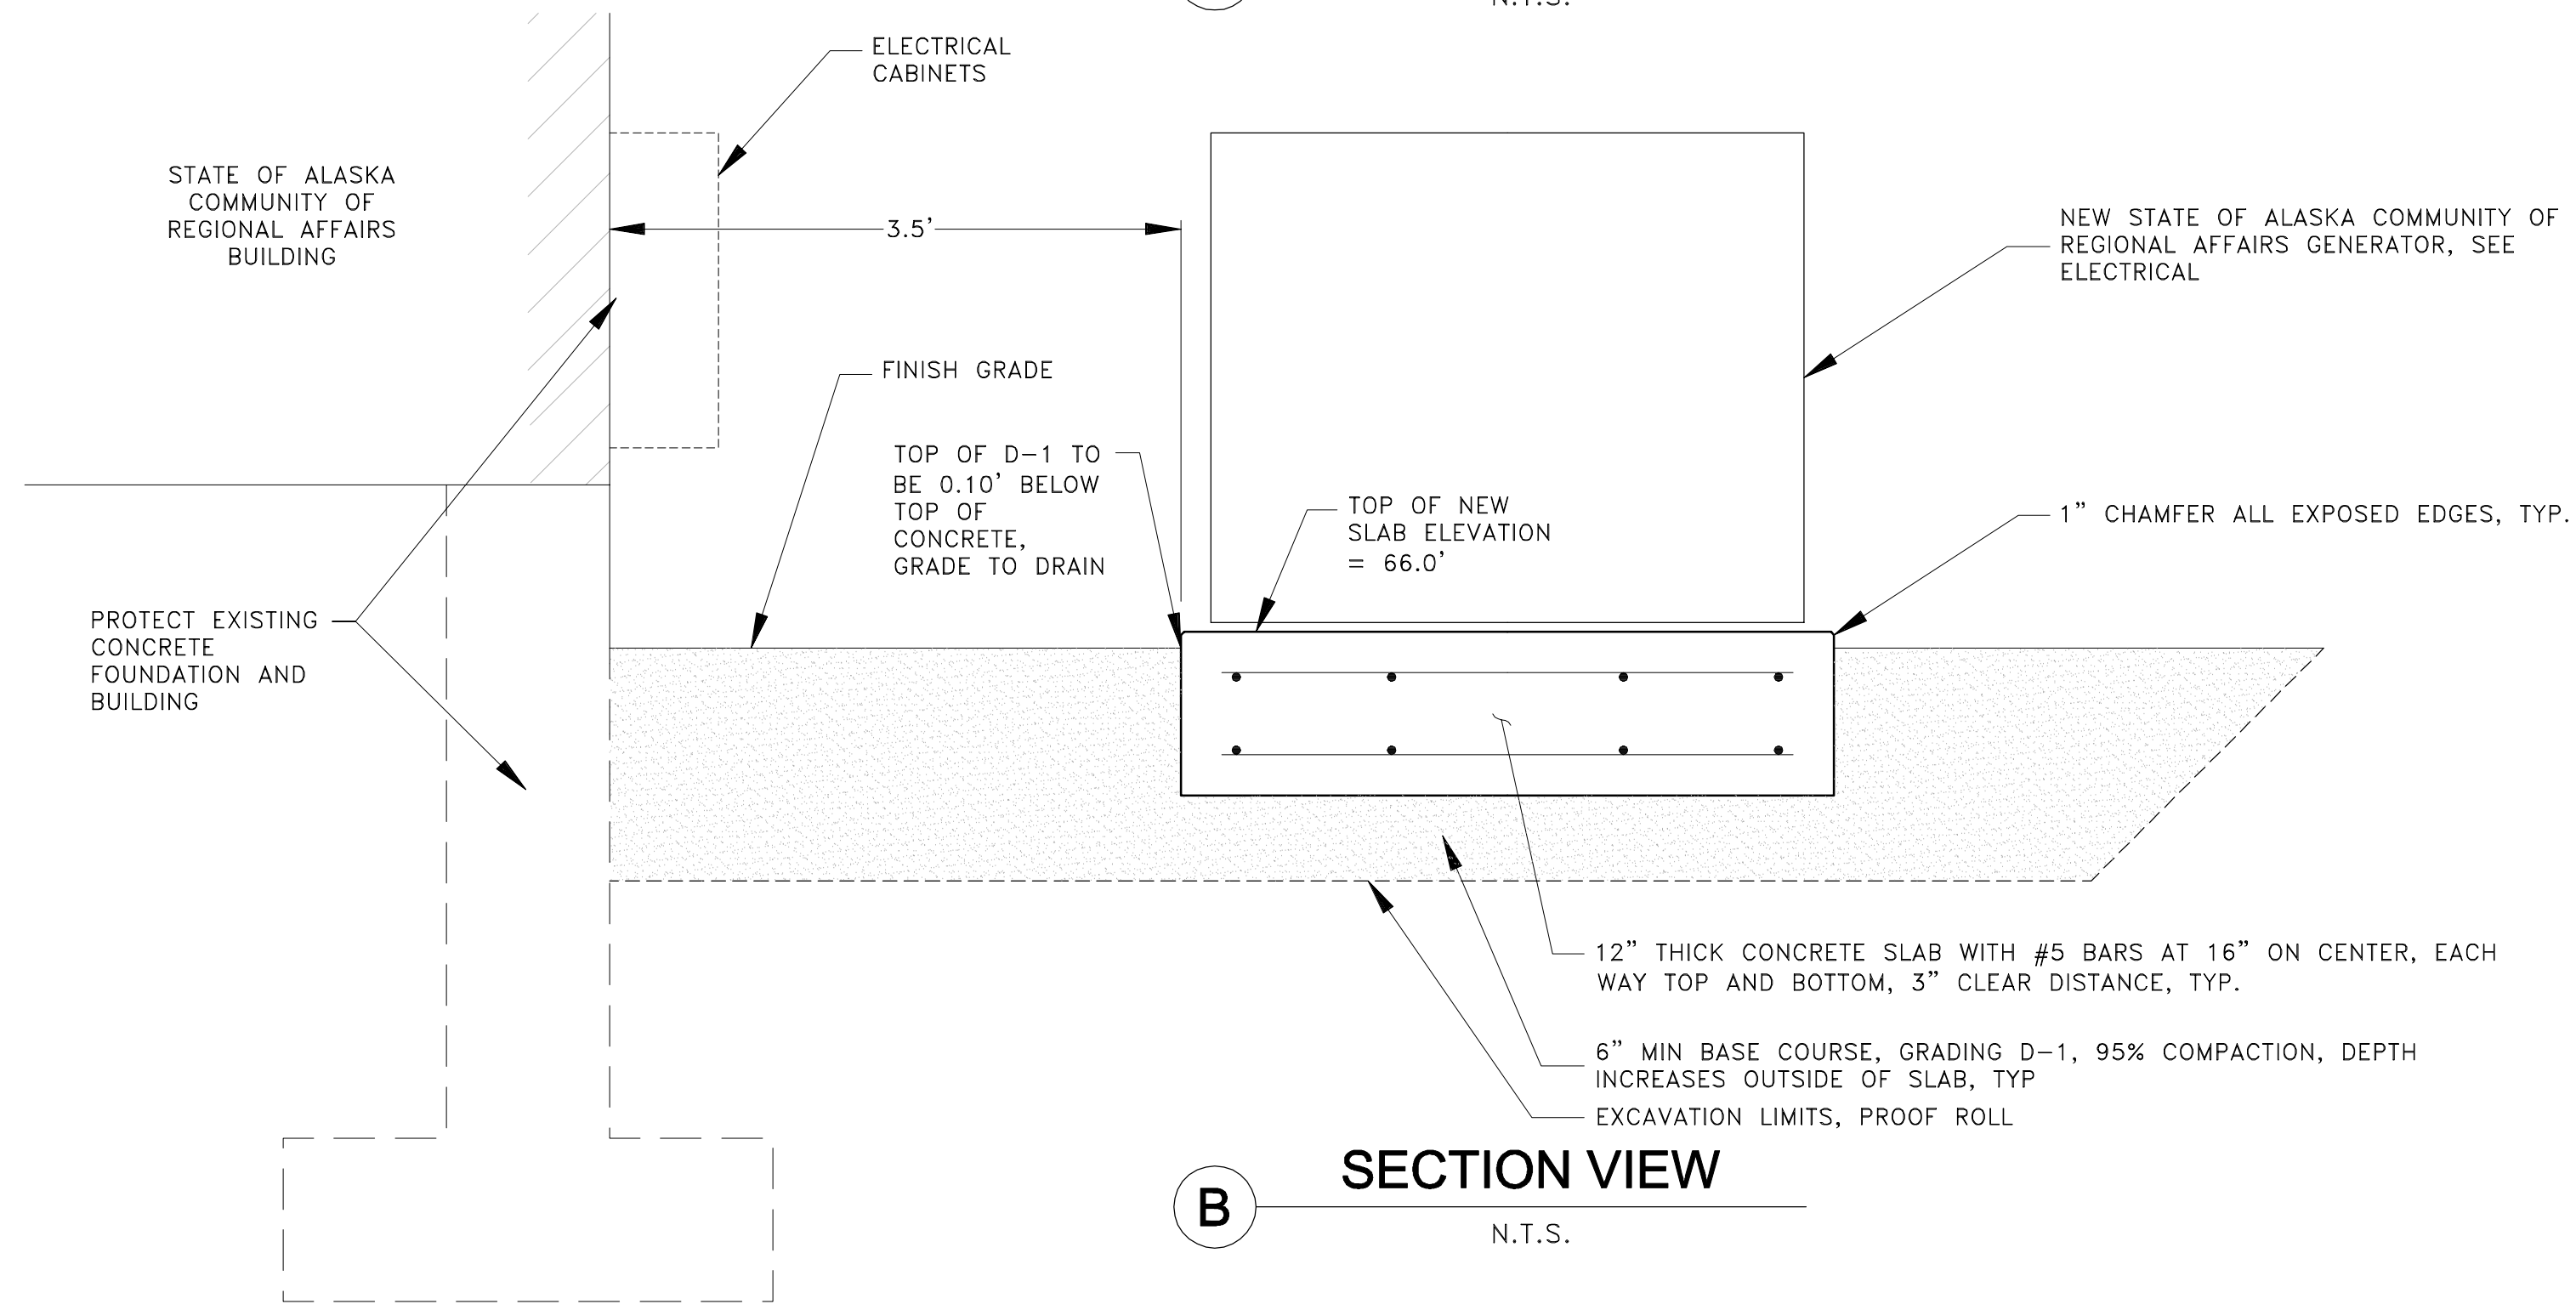 N.T.S.
ELECTRICAL
CABINETS
STATE OF ALASKA
COMMUNITY OF
REGIONAL AFFAIRS
BUILDING
3.5'
NEW STATE OF ALASKA COMMUNITY OF
REGIONAL AFFAIRS GENERATOR, SEE
ELECTRICAL
FINISH GRADE
TOP OF D-1 TO
BE 0.10' BELOW
TOP OF
CONCRETE,
GRADE TO DRAIN
TOP OF NEW
SLAB ELEVATION
= 66.0'
1" CHAMFER ALL EXPOSED EDGES, TYP.
PROTECT EXISTING
CONCRETE
FOUNDATION AND
BUILDING
12" THICK CONCRETE SLAB WITH #5 BARS AT 16" ON CENTER, EACH
WAY TOP AND BOTTOM, 3" CLEAR DISTANCE, TYP.
6" MIN BASE COURSE, GRADING D-1, 95% COMPACTION, DEPTH
INCREASES OUTSIDE OF SLAB, TYP
EXCAVATION LIMITS, PROOF ROLL
B
SECTION VIEW
N.T.S.